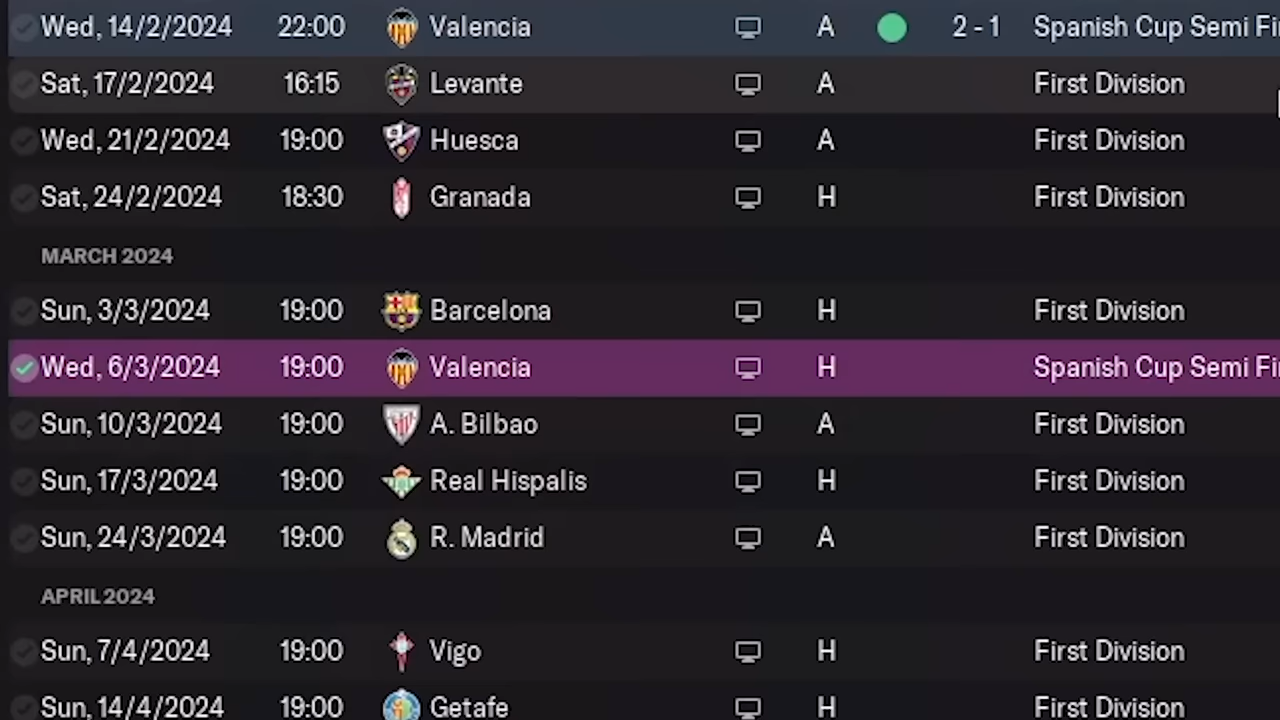 Wed, 14/2/2024 22:00 Valencia A 2 - 1 Spanish Cup Semi Fi
Sat, 17/2/2024 16:15 Levante A First Division
Wed, 21/2/2024 19:00 Huesca A First Division
Sat, 24/2/2024 18:30 Granada H First Division
MARCH 2024
Sun, 3/3/2024 19:00 Barcelona H First Division
Wed, 6/3/2024 19:00 Valencia H Spanish Cup Semi Fi
Sun, 10/3/2024 19:00 A. Bilbao A First Division
Sun, 17/3/2024 19:00 Real Hispalis H First Division
Sun, 24/3/2024 19:00 R. Madrid A First Division
APRIL 2024
Sun, 7/4/2024 19:00 Vigo H First Division
Sun, 14/4/2024 19:00 Getafe H First Division